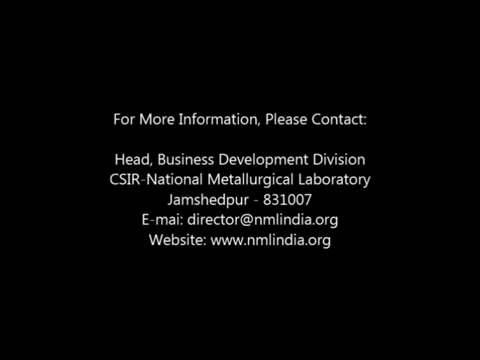 For More Information, Please Contact:
Head, Business Development Division
CSIR-National Metallurgical Laboratory
Jamshedpur - 831007
E-mai: director@nmlindia.org
Website: www.nmlindia.org